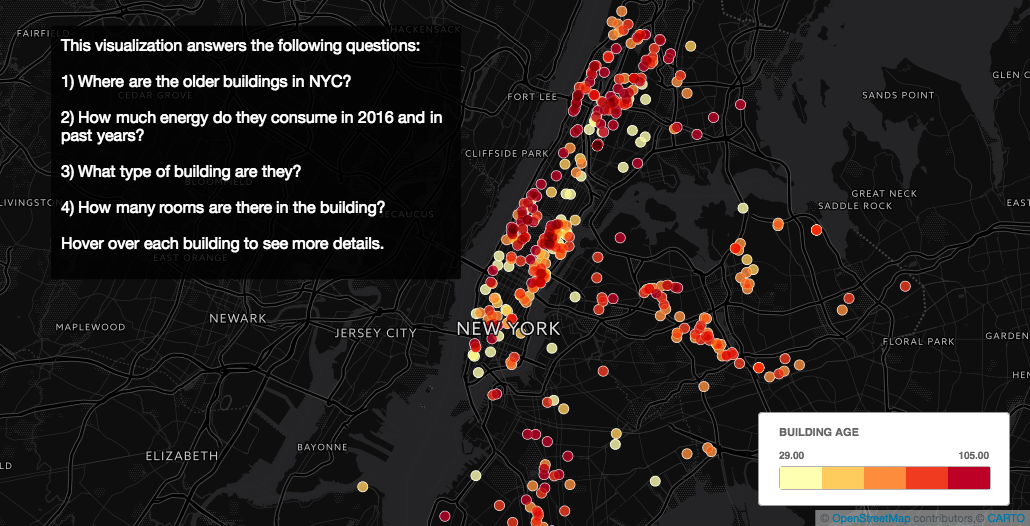 FAIRFIELD
HACKENSACK
This visualization answers the following questions:
1) Where are the older buildings in NYC?
CEDAR GROVE
2) How much energy do they consume in 2016 and in
past years?
3) What type of building are they?
BLOOMFIELD
4) How many rooms are there in the building?
Hover over each building to see more details.
EAST ORANGE
SECAUCUS
LIVINGSTO
FORT LEE
CLIFFSIDE PARK
SANDS POINT
GLEN C
GREAT NECK
SADDLE ROCK
EAST
NEWARK
MAPLEWOOD
JERSEY CITY
NEW YORK
FLORAL PARK
GARDEN
HEM
BAYONNE
ELIZABETH
BUILDING AGE
29.00 105.00
© OpenStreetMap contributors,© CARTO